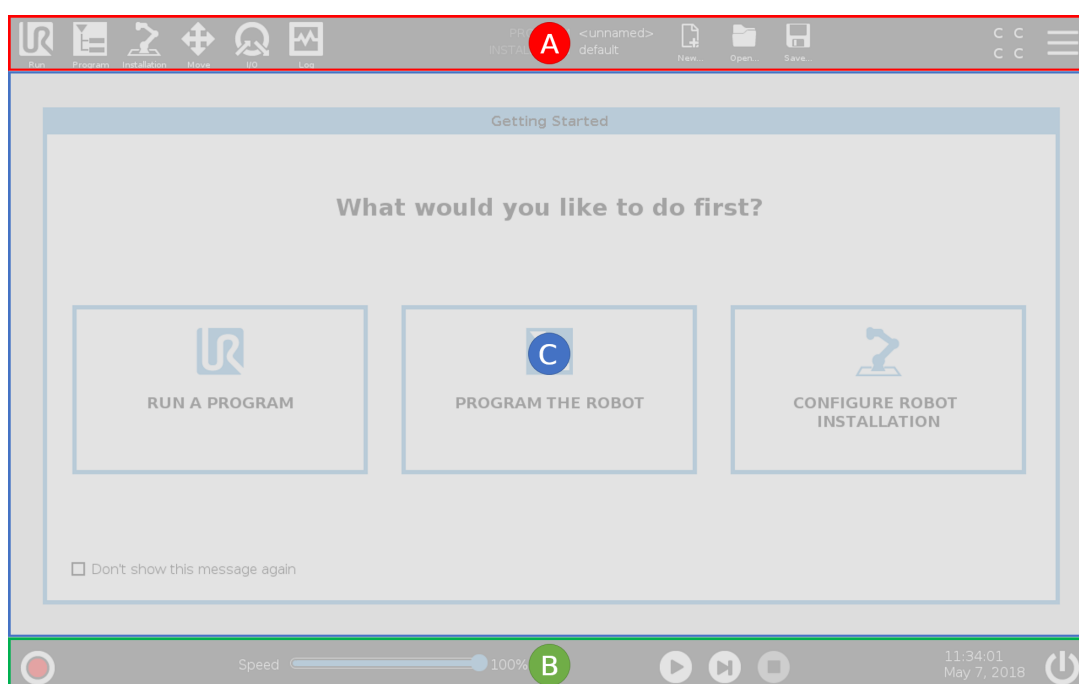 A
<unnamed>
default
C C
C C
Run Program Installation Move I/O Log New... Open... Save...
Getting Started
What would you like to do first?
C
RUN A PROGRAM
PROGRAM THE ROBOT
CONFIGURE ROBOT
INSTALLATION
Don't show this message again
Speed 100% B
11:34:01
May 7, 2018